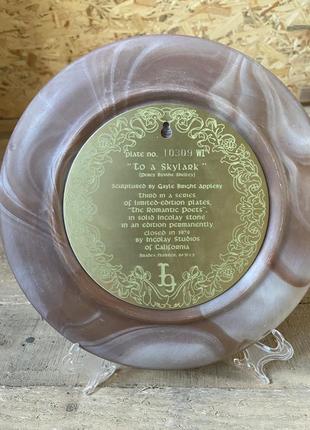 Plate no. 10309 WI
"To a Skylark"
(Percy Bysshe Shelley)
Sculptured by Gayle Bright Appleby
Third in a series
of limited-edition plates,
"The Romantic Poets",
in solid Incolay stone
in an edition permanently
closed in 1979
by Incolay Studios
of California